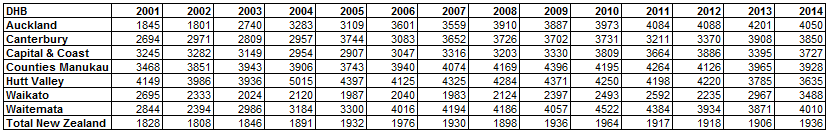 DHB 2001 2002 2003 2004 2005 2006 2007 2008 2009 2010 2011 2012 2013 2014
Auckland 1845 1801 2740 3283 3109 3601 3559 3910 3887 3973 4084 4088 4201 4050
Canterbury 2694 2971 2809 2957 3744 3083 3652 3726 3702 3731 3211 3370 3908 3850
Capital & Coast 3245 3282 3149 2954 2907 3047 3316 3203 3330 3809 3664 3886 3395 3727
Counties Manukau 3468 3851 3943 3906 3743 3940 4074 4169 4396 4195 4264 4126 3965 3928
Hutt Valley 4149 3986 3936 5015 4397 4125 4325 4284 4371 4250 4198 4220 3785 3635
Waikato 2695 2333 2024 2120 1987 2040 1983 2124 2397 2493 2592 2235 2967 3488
Waitemata 2844 2394 2986 3184 3300 4016 4194 4186 4057 4522 4384 3934 3871 4010
Total New Zealand 1828 1808 1846 1891 1932 1976 1930 1898 1936 1964 1917 1918 1906 1936